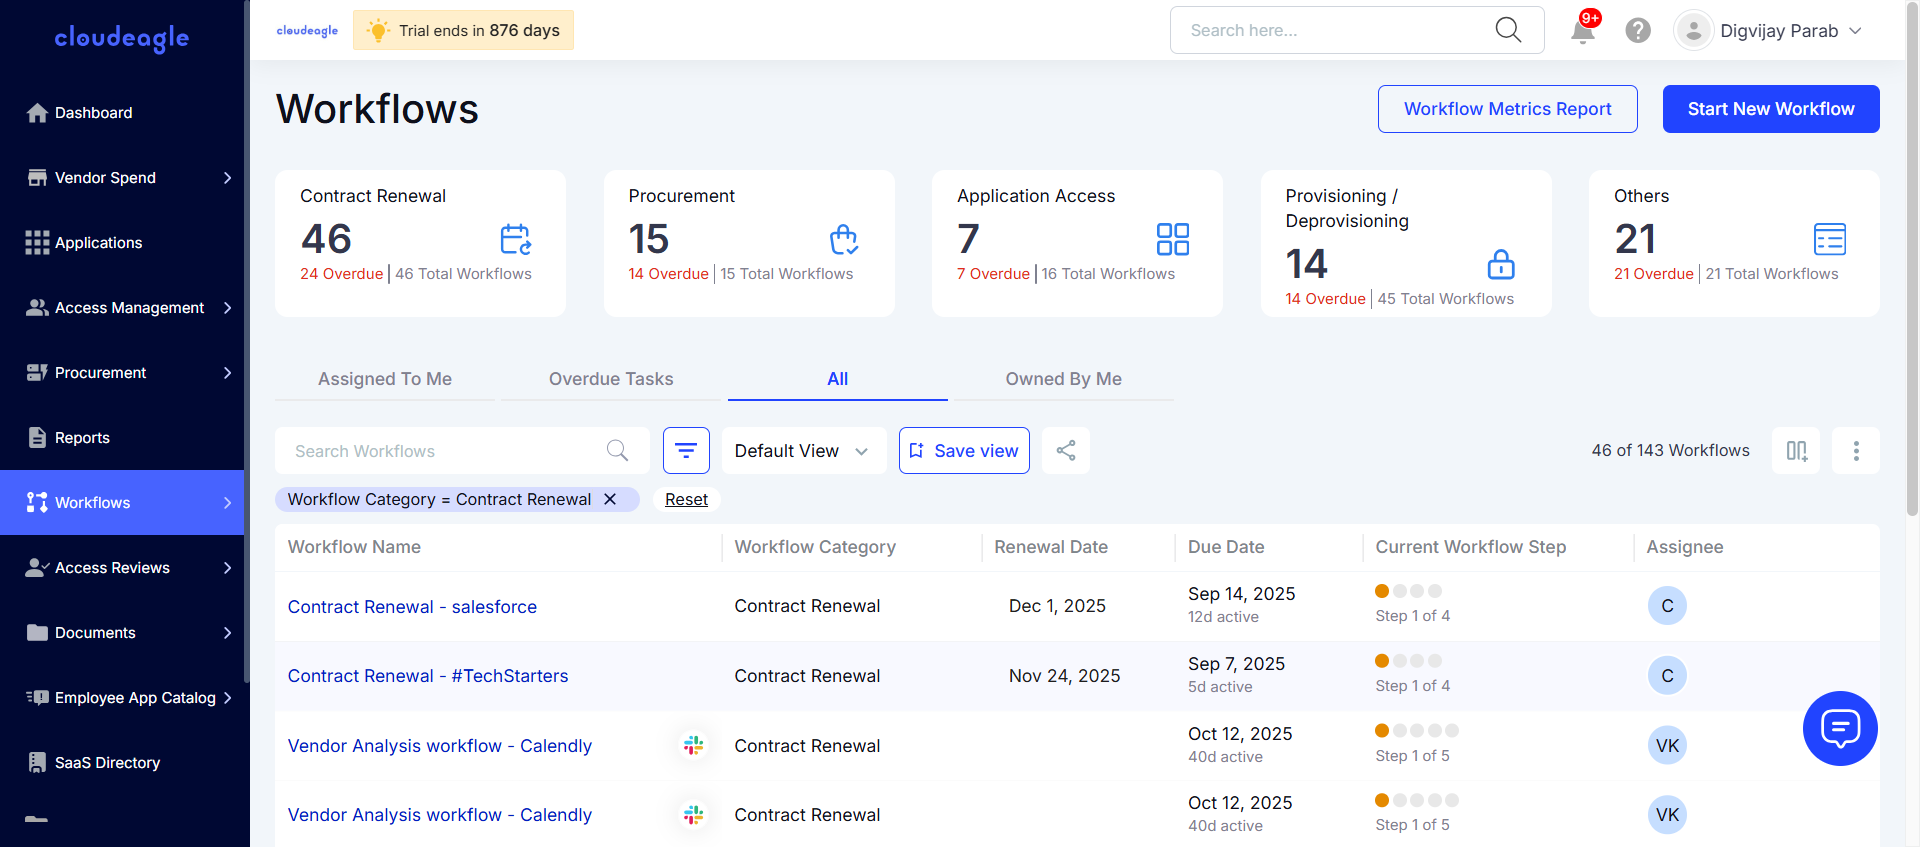 cloudeagle
Dashboard
Vendor Spend
Applications
Access Management
Procurement
Reports
Workflows
Access Reviews
Documents
Employee App Catalog
SaaS Directory
cloudeagle
Trial ends in 876 days
Search here...
9+
Digvijay Parab
Workflows
Workflow Metrics Report
Start New Workflow
Contract Renewal
46
24 Overdue | 46 Total Workflows
Procurement
15
14 Overdue | 15 Total Workflows
Application Access
7
7 Overdue | 16 Total Workflows
Provisioning /
Deprovisioning
14
14 Overdue | 45 Total Workflows
Others
21
21 Overdue | 21 Total Workflows
Assigned To Me
Overdue Tasks
All
Owned By Me
Search Workflows
Default View
Save view
46 of 143 Workflows
Workflow Category = Contract Renewal
Reset
Workflow Name Workflow Category Renewal Date Due Date Current Workflow Step Assignee
Contract Renewal - salesforce Contract Renewal Dec 1, 2025 Sep 14, 2025 C
12d active Step 1 of 4
Contract Renewal - #TechStarters Contract Renewal Nov 24, 2025 Sep 7, 2025 C
5d active Step 1 of 4
Vendor Analysis workflow - Calendly Contract Renewal Oct 12, 2025 VK
40d active Step 1 of 5
Vendor Analysis workflow - Calendly Contract Renewal Oct 12, 2025 VK
40d active Step 1 of 5